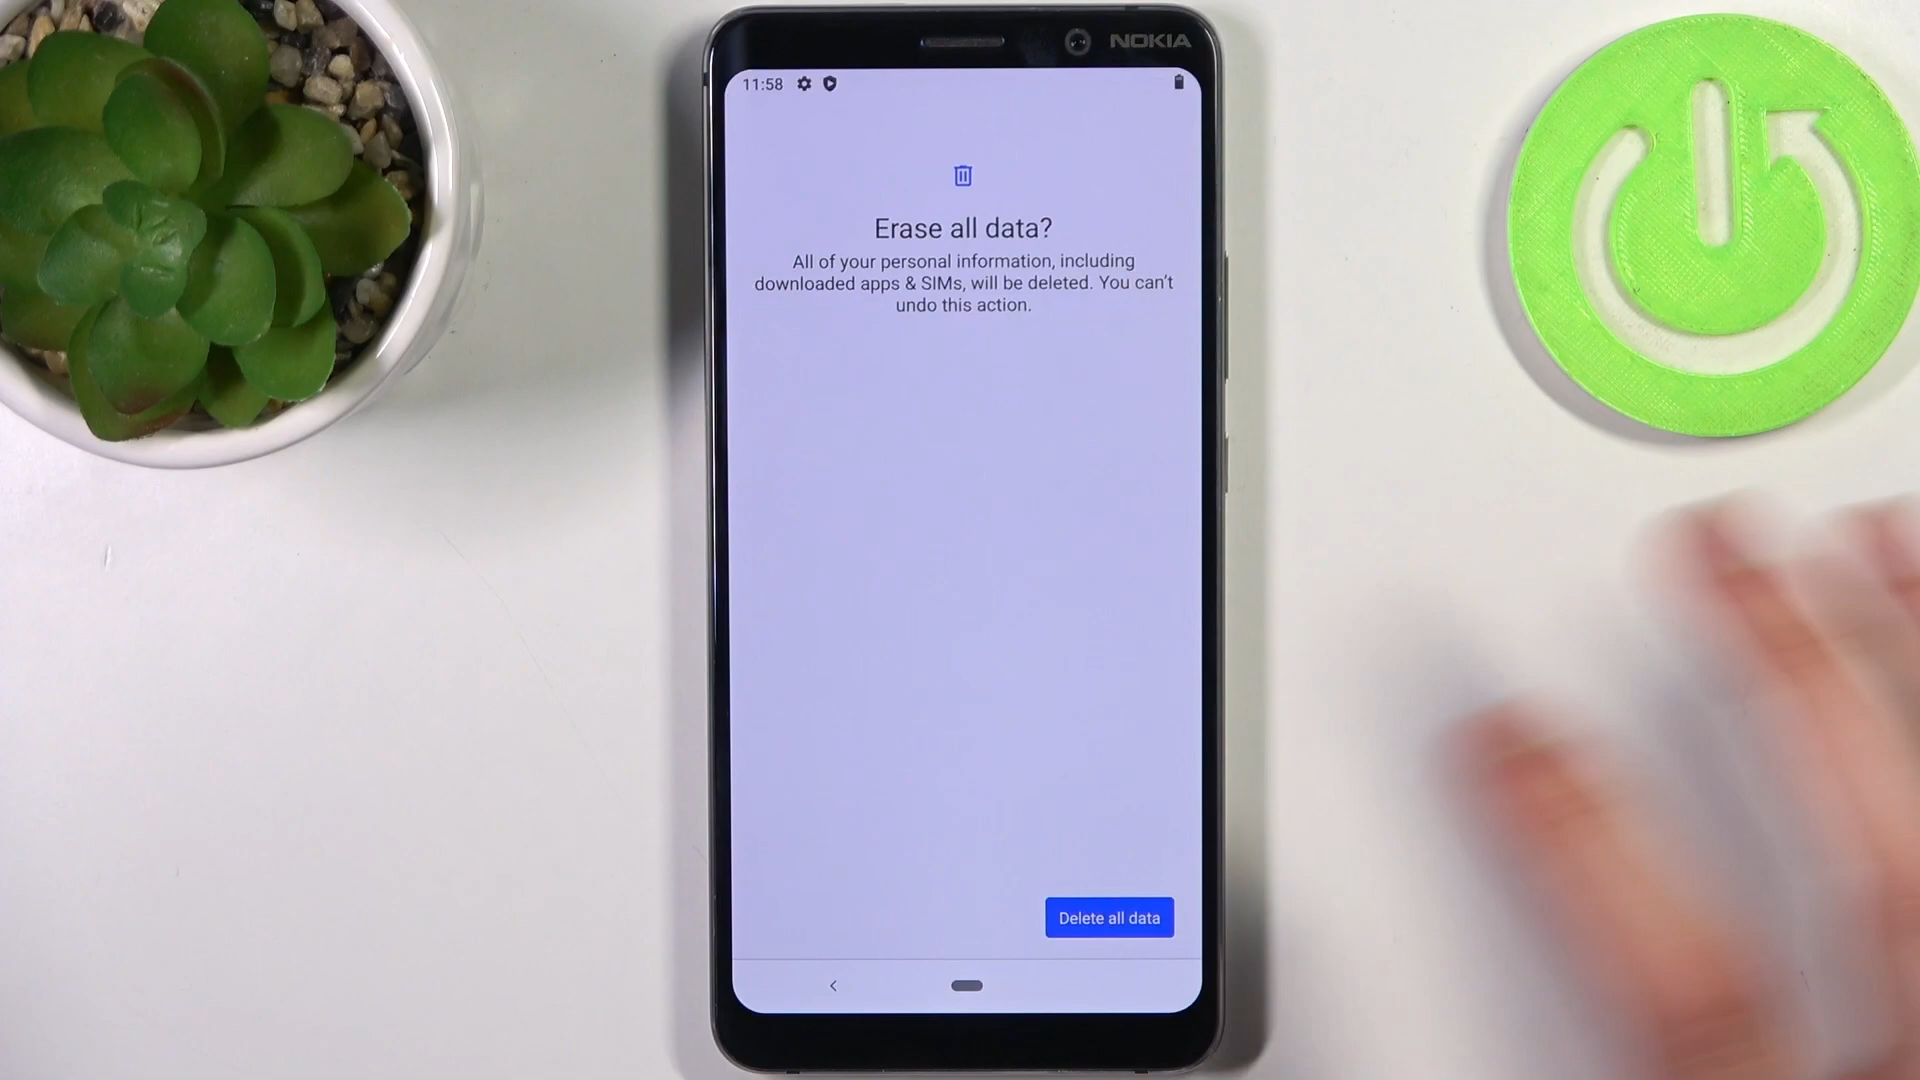 NOKIA
11:58
Erase all data?
All of your personal information, including
downloaded apps & SIMs, will be deleted. You can't
undo this action.
Delete all data